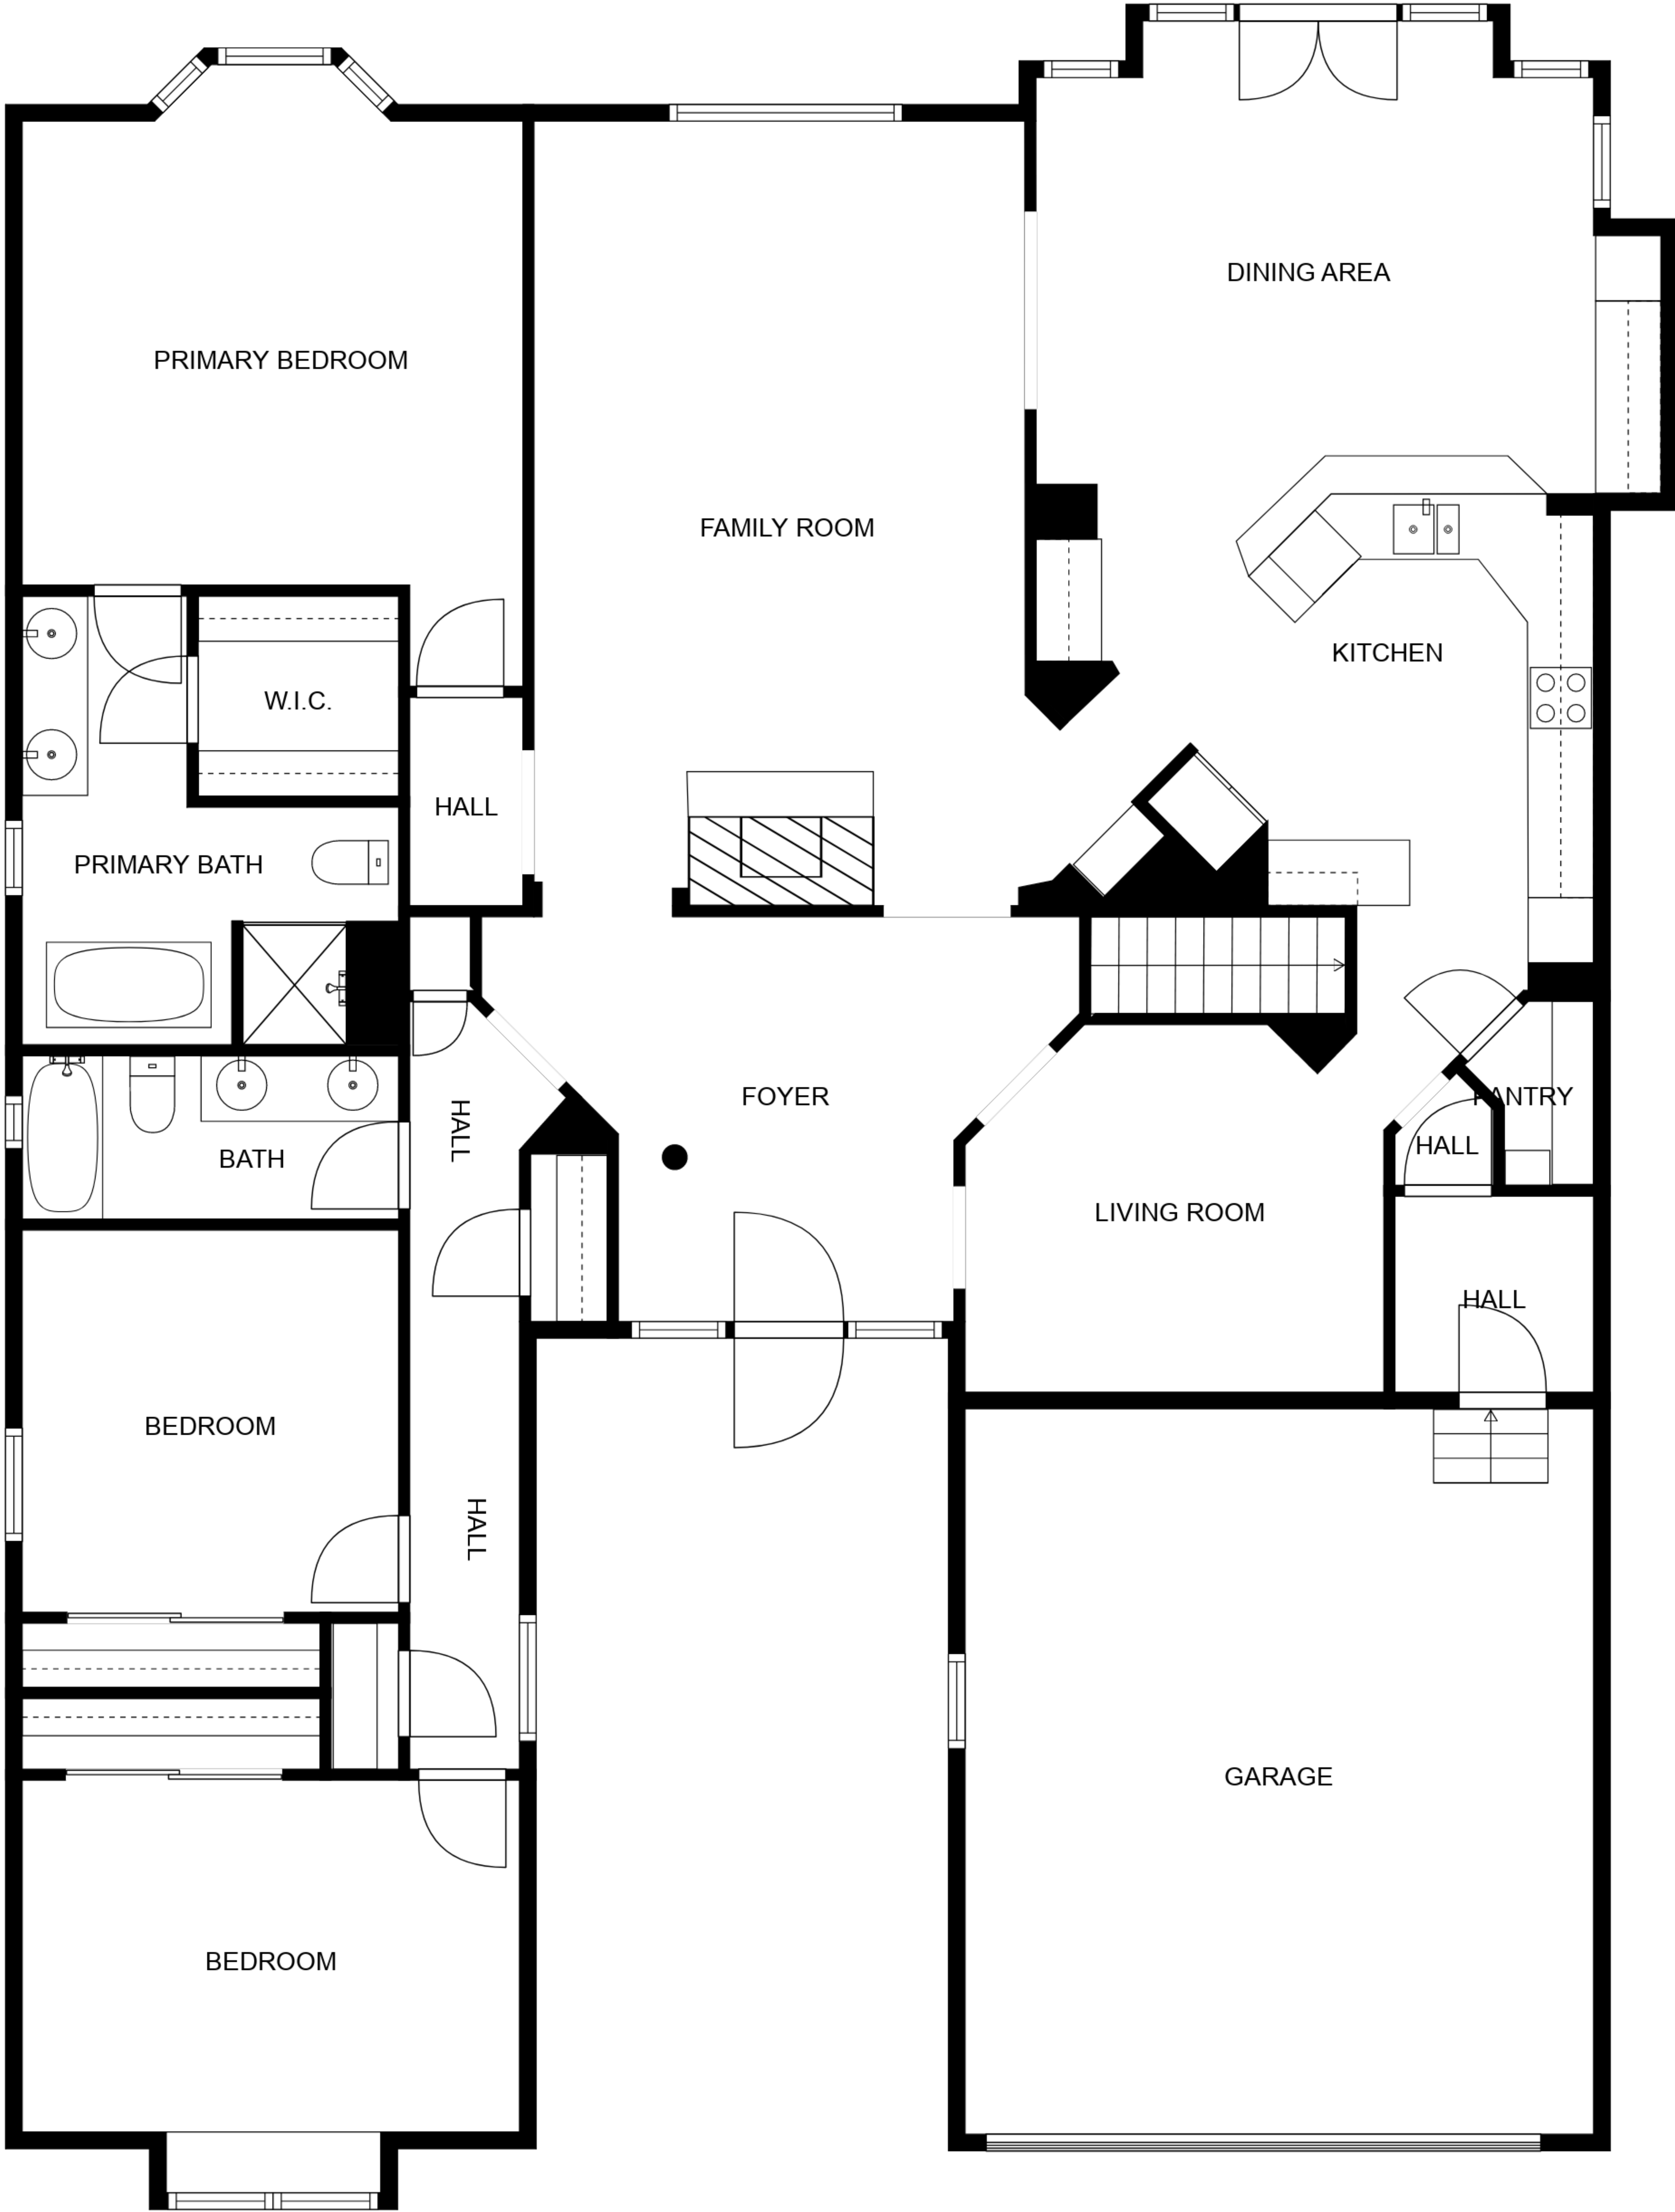 DINING AREA
PRIMARY BEDROOM
FAMILY ROOM
KITCHEN
W.I.C.
HALL
PRIMARY BATH
FOYER
PANTRY
HALL
HALL
BATH
LIVING ROOM
HALL
BEDROOM
HALL
GARAGE
BEDROOM